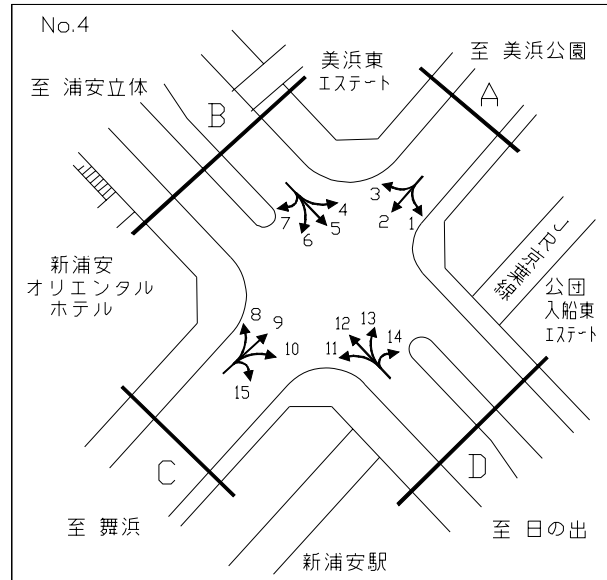 No.4
美浜東
エステート
至 美浜公園
至 浦安立体
A
B
3
4
7
5
2
1
6
JR京葉線
新浦安
オリエンタル
ホテル
公団
入船東
エステート
8
9
12
13
14
10
11
15
C
D
至 舞浜
新浦安駅
至 日の出